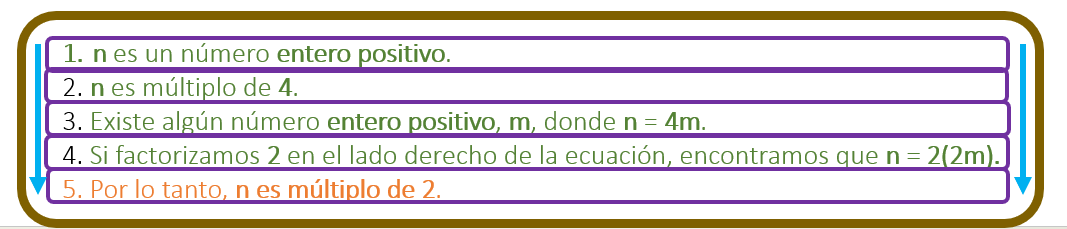 1. n es un número entero positivo.
2. n es múltiplo de 4.
3. Existe algún número entero positivo, m, donde n = 4m.
4. Si factorizamos 2 en el lado derecho de la ecuación, encontramos que n = 2(2m).
5. Por lo tanto, n es múltiplo de 2.